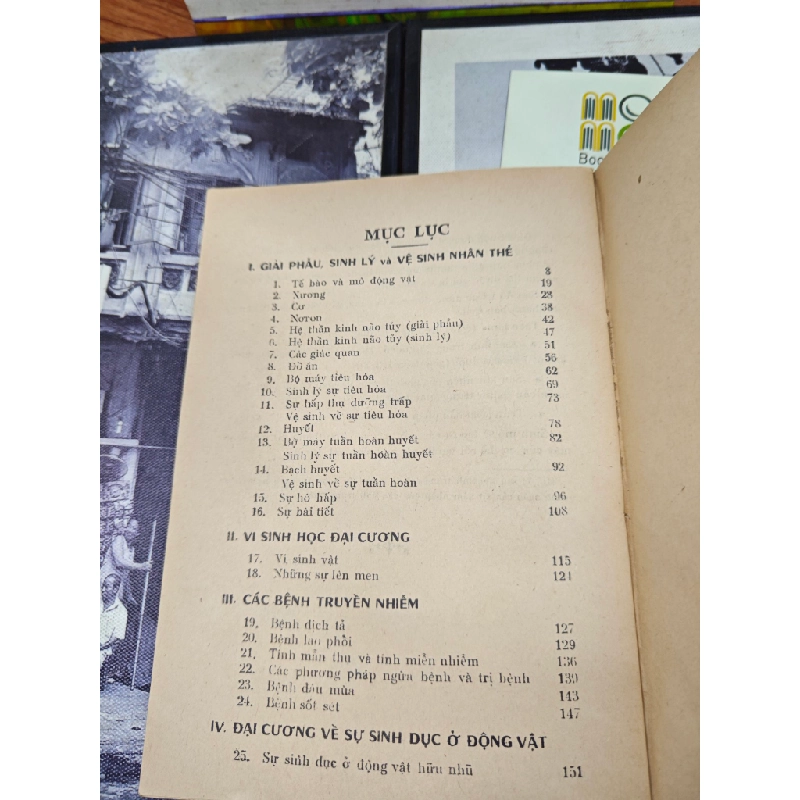 MỤC LỤC
I. GIẢI PHẪU, SINH LÝ và VỆ SINH NHÂN THỂ
1. Tế bào và mô động vật 8
2. Xương 19
3. Cơ 28
4. Nơron 38
5. Hệ thần kinh não tủy (giải phẫu) 42
6. Hệ thần kinh não tủy (sinh lý) 47
7. Các giác quan 51
8. Đồ ăn 56
9. Bộ máy tiêu hóa 62
10. Sinh lý sự tiêu hóa 69
11. Sự hấp thụ dưỡng trấp 73
Vệ sinh về sự tiêu hóa
12. Huyết 78
13. Bộ máy tuần hoàn huyết 82
Sinh lý sự tuần hoàn huyết
14. Bạch huyết 92
Vệ sinh về sự tuần hoàn
15. Sự hô hấp 96
16. Sự bài tiết 108
II. VI SINH HỌC ĐẠI CƯƠNG
17. Vi sinh vật 115
18. Những sự lên men 121
III. CÁC BỆNH TRUYỀN NHIỄM
19. Bệnh dịch tả 127
20. Bệnh lao phổi 129
21. Tính mẫn thụ và tính miễn nhiễm 136
22. Các phương pháp ngừa bệnh và trị bệnh 139
23. Bệnh đậu mùa 143
24. Bệnh sốt rét 147
IV. ĐẠI CƯƠNG VỀ SỰ SINH DỤC Ở ĐỘNG VẬT
25. Sự sinh dục ở động vật hữu nhũ 151